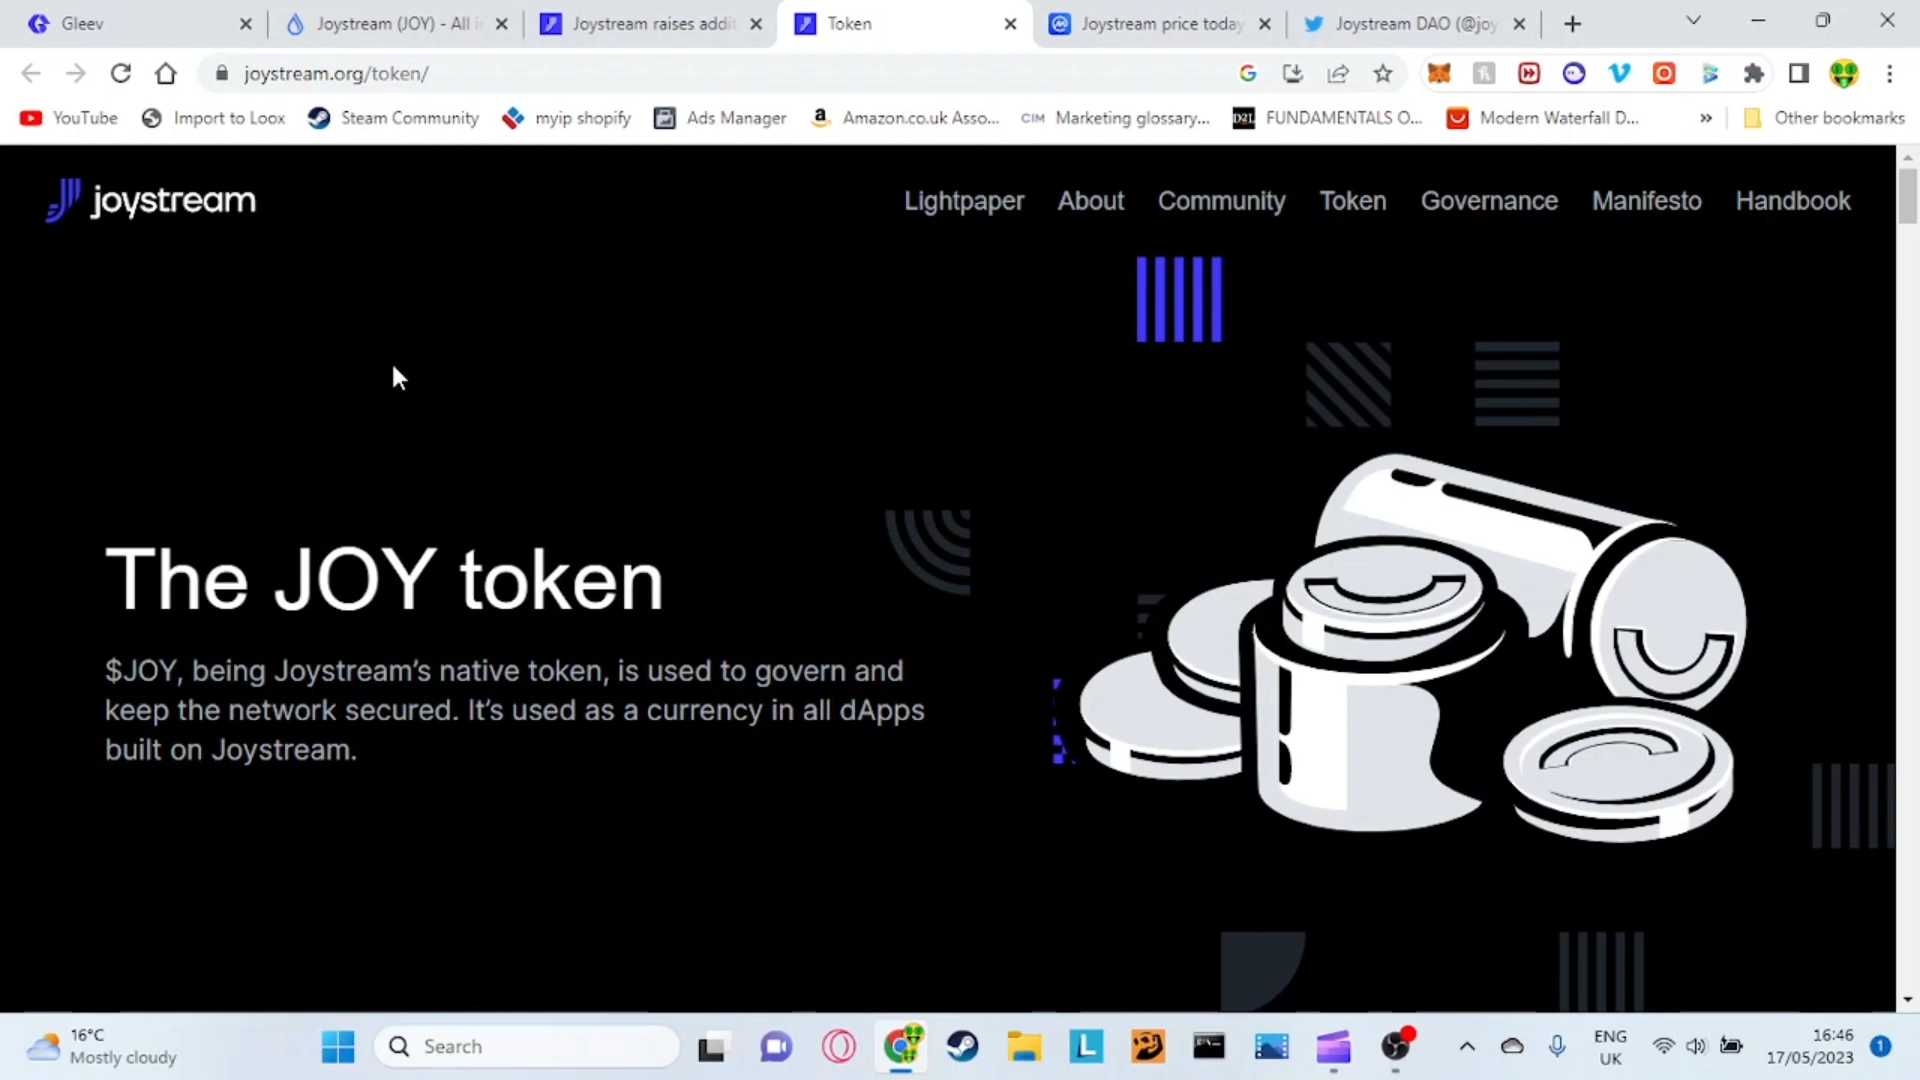 Gleev
Joystream (JOY) - All i
Joystream raises addit
Token
Joystream price today
Joystream DAO (@joy
joystream.org/token/
YouTube
Import to Loox
Steam Community
myip shopify
Ads Manager
Amazon.co.uk Asso...
CIM Marketing glossary...
FUNDAMENTALS O...
Modern Waterfall D...
Other bookmarks
joystream
Lightpaper
About
Community
Token
Governance
Manifesto
Handbook
The JOY token
$JOY, being Joystream’s native token, is used to govern and
keep the network secured. It’s used as a currency in all dApps
built on Joystream.
16°C
Mostly cloudy
Search
ENG
UK
16:46
17/05/2023
1